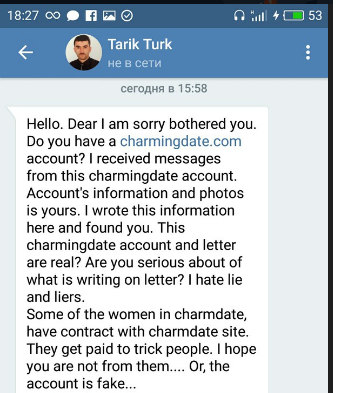 18:27 53
Tarik Turk
не в сети
сегодня в 15:58
Hello. Dear I am sorry bothered you.
Do you have a charmingdate.com
account? I received messages
from this charmingdate account.
Account's information and photos
is yours. I wrote this information
here and found you. This
charmingdate account and letter
are real? Are you serious about of
what is writing on letter? I hate lie
and liers.
Some of the women in charmdate,
have contract with charmdate site.
They get paid to trick people. I hope
you are not from them.... Or, the
account is fake...